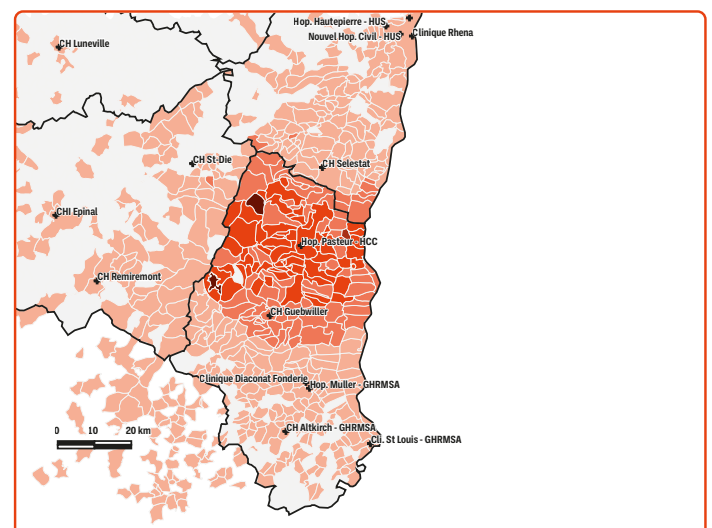 Hop. Hautepierre - HUS
Nouvel Hop. Civil - HUS
Clinique Rhena
CH Luneville
CH St-Die
CH Selestat
CHI Epinal
Hop. Pasteur - HCC
CH Remiremont
CH Guebwiller
Clinique Diaconat Fonderie
Hop. Muller - GHRMSA
CH Altkirch - GHRMSA
Cli. St Louis - GHRMSA
0 10 20 km